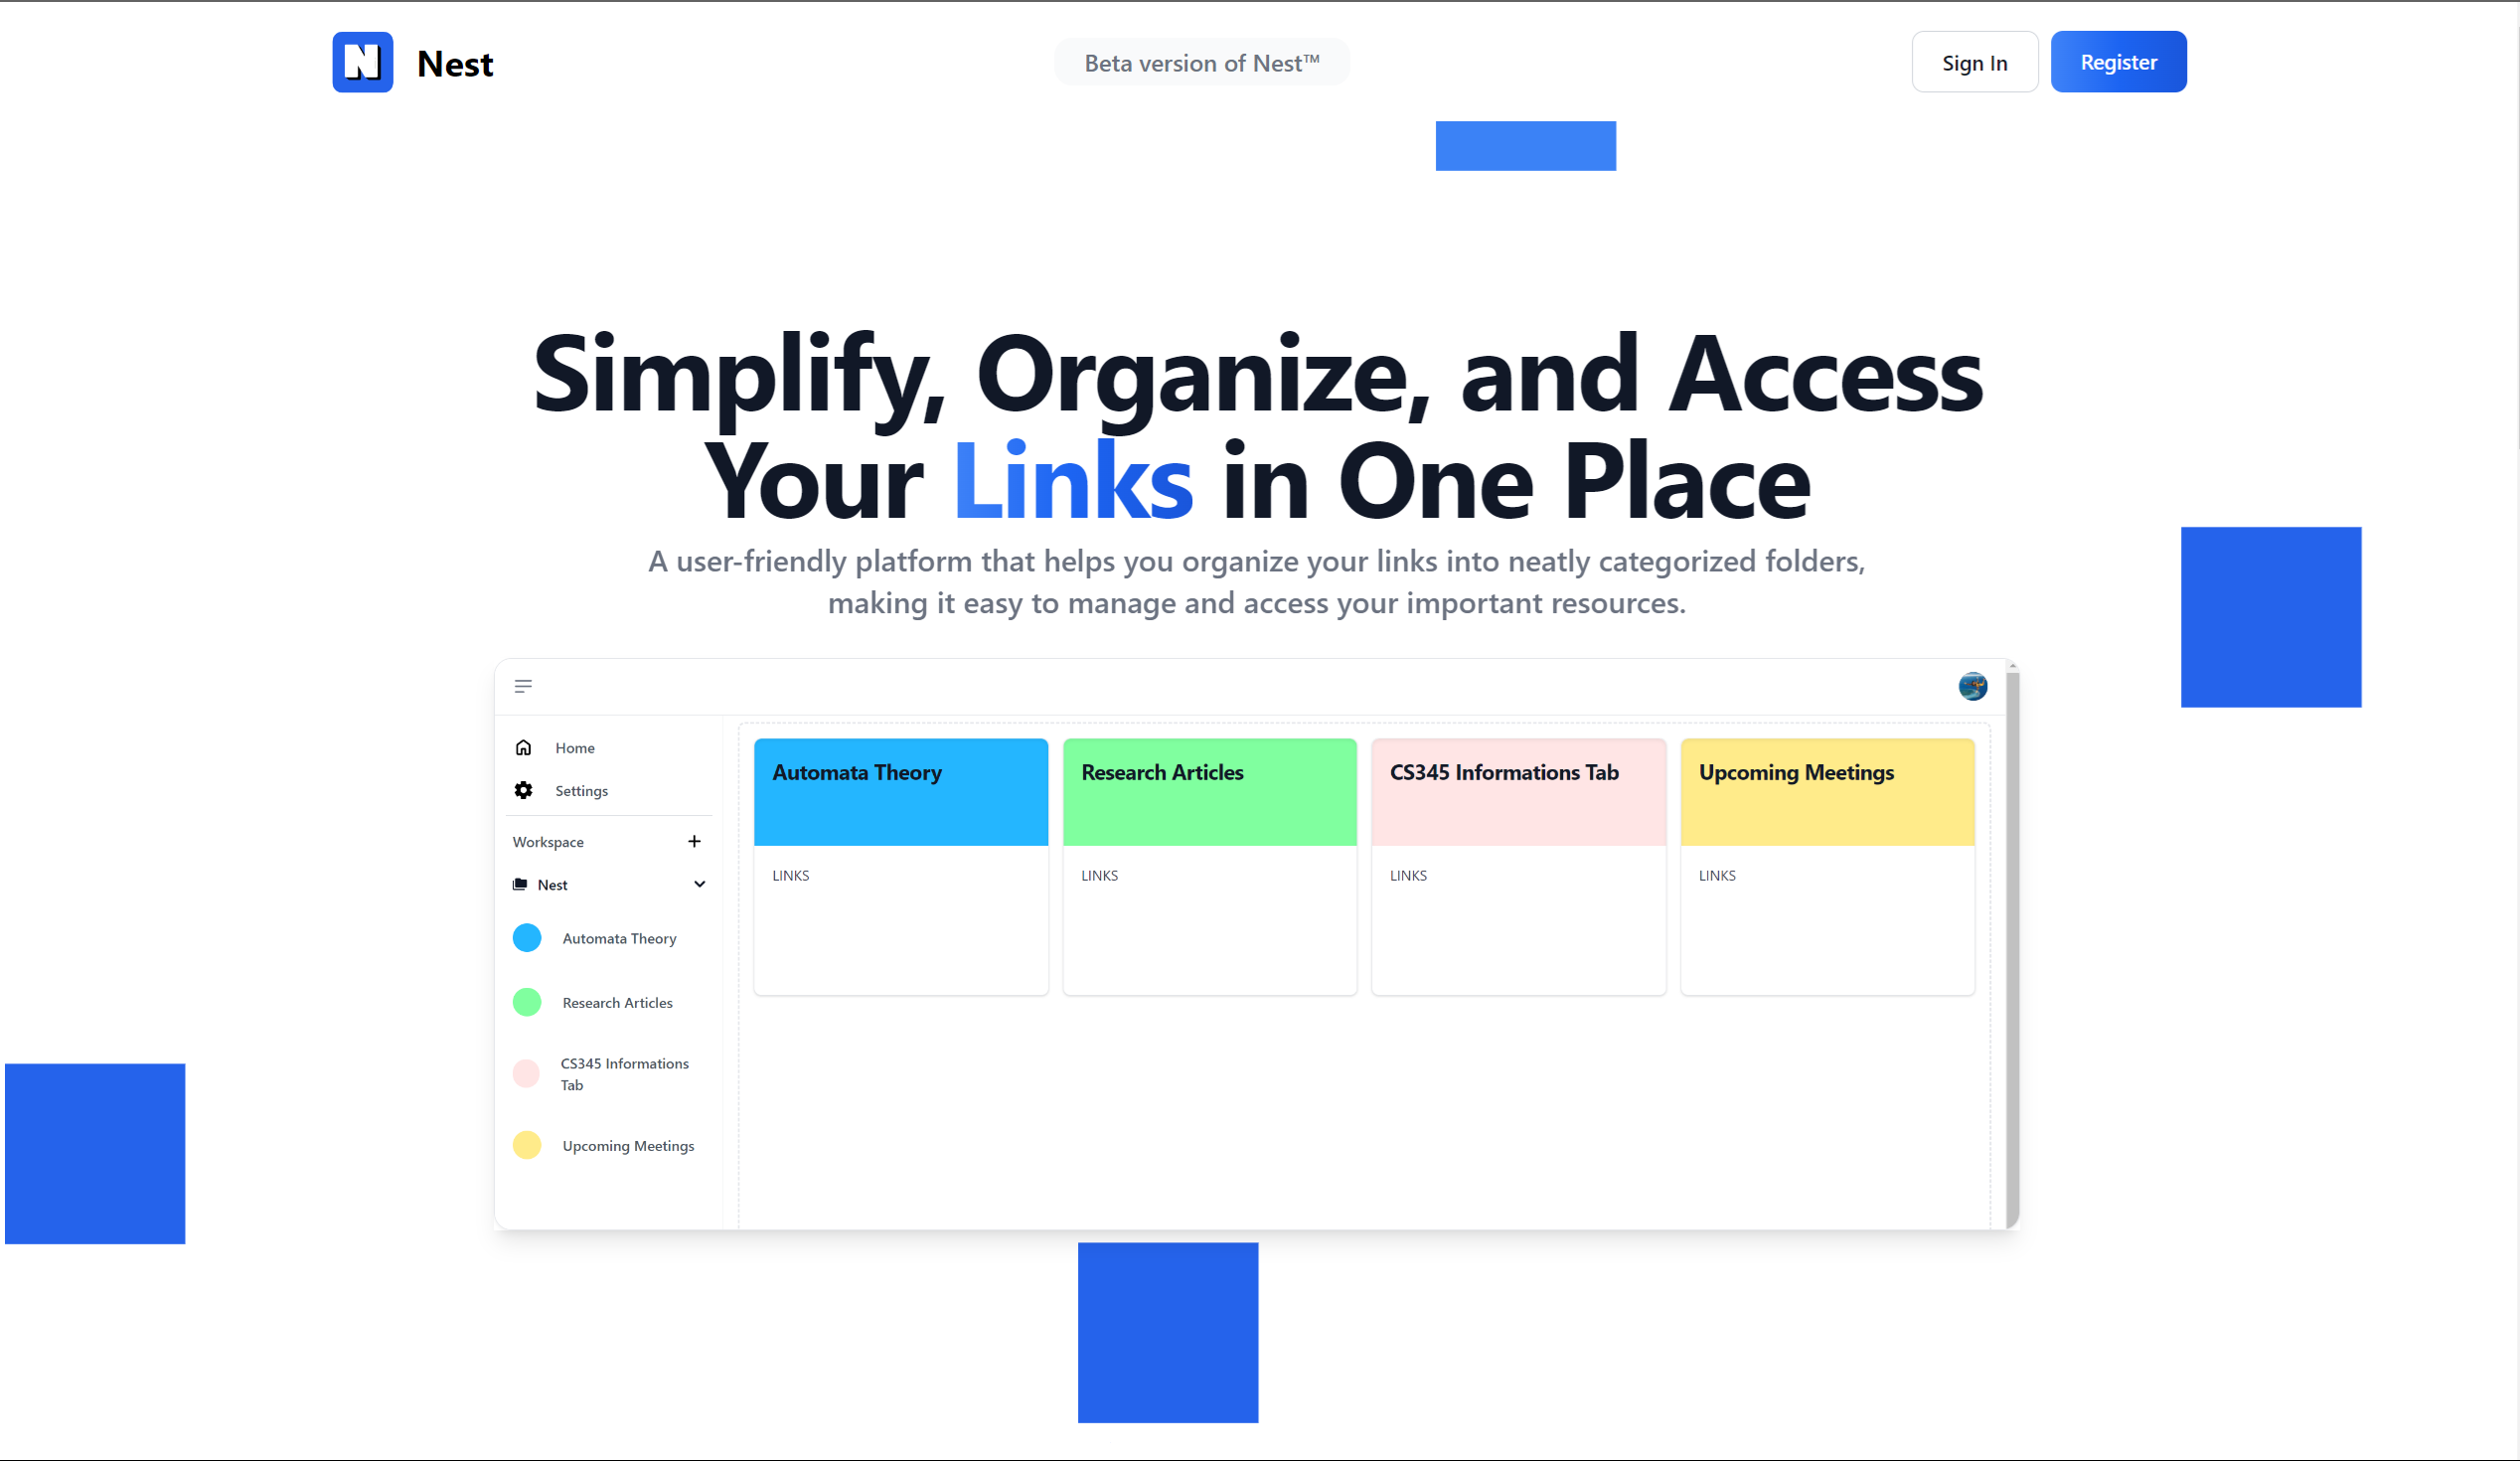 N Nest
Beta version of Nest™
Sign In
Register
Simplify, Organize, and Access
Your Links in One Place
A user-friendly platform that helps you organize your links into neatly categorized folders,
making it easy to manage and access your important resources.
Home
Settings
Workspace
Nest
Automata Theory
Research Articles
CS345 Informations
Tab
Upcoming Meetings
Automata Theory
LINKS
Research Articles
LINKS
CS345 Informations Tab
LINKS
Upcoming Meetings
LINKS